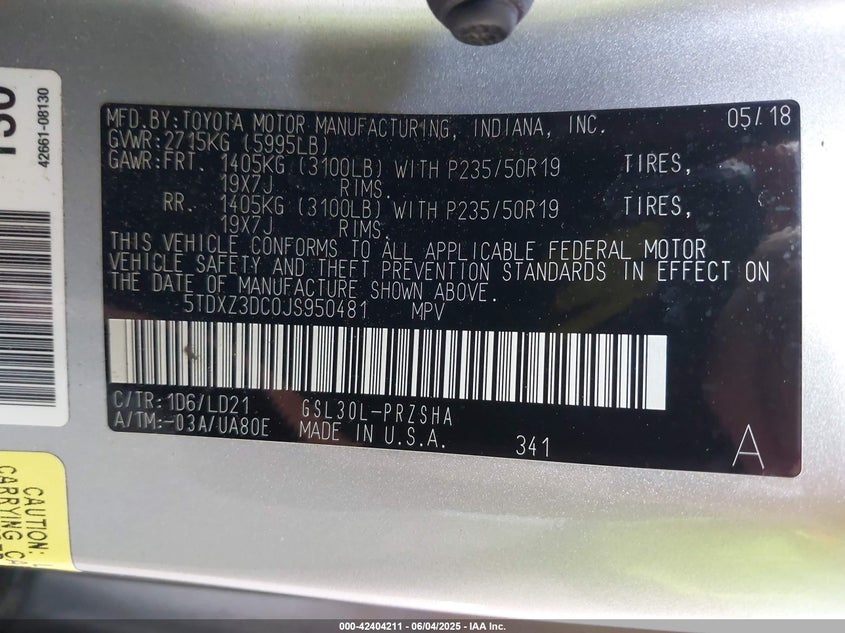 MFD.BY:TOYOTA MOTOR MANUFACTURING, INDIANA, INC. 05/18
GVWR:2715KG (5995LB)
GAWR:FRT. 1405KG (3100LB) WITH P235/50R19 TIRES,
19X7J RIMS.
RR. 1405KG (3100LB) WITH P235/50R19 TIRES,
19X7J RIMS.
THIS VEHICLE CONFORMS TO ALL APPLICABLE FEDERAL MOTOR
VEHICLE SAFETY AND THEFT PREVENTION STANDARDS IN EFFECT ON
THE DATE OF MANUFACTURE SHOWN ABOVE.
5TDXZ3DC0JS950481 MPV
C/TR:1D6/LD21 GSL30L-PRZSHA
A/TM:-03A/UA80E MADE IN U.S.A. 341 A
42661-08130
CAUTION:
CARRYING
000-42404211 - 06/04/2025 - IAA Inc.